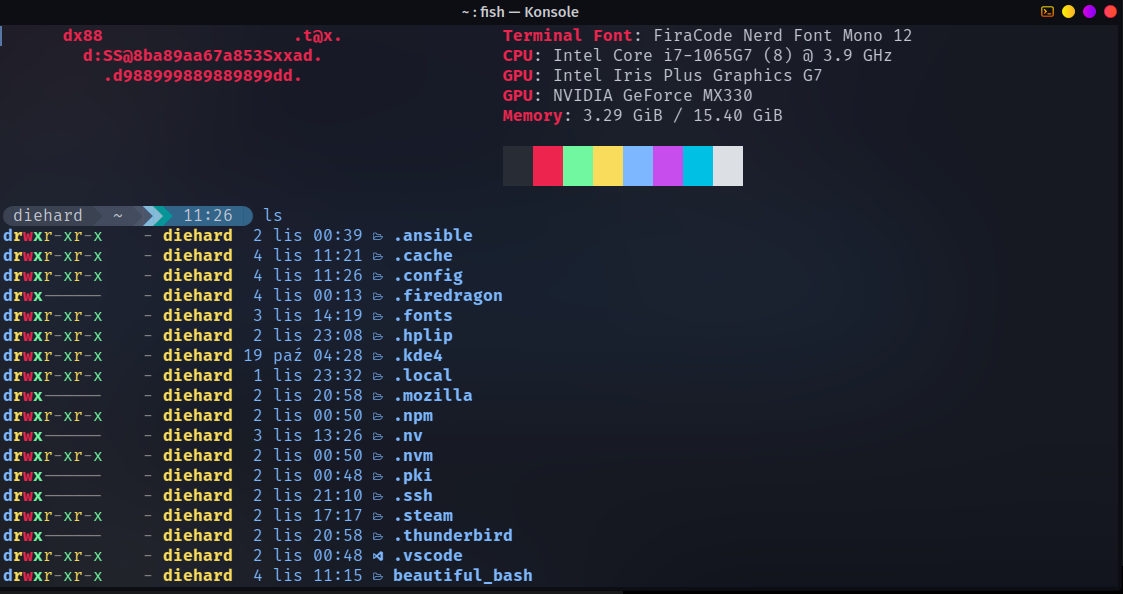 ~ : fish — Konsole
dx88 .t@x. Terminal Font: FiraCode Nerd Font Mono 12
d:SS@8ba89aa67a853Sxxad. CPU: Intel Core i7-1065G7 (8) @ 3.9 GHz
.d988999889889899dd. GPU: Intel Iris Plus Graphics G7
GPU: NVIDIA GeForce MX330
Memory: 3.29 GiB / 15.40 GiB
diehard ~ 11:26 ls
drwxr-xr-x - diehard 2 lis 00:39 .ansible
drwxr-xr-x - diehard 4 lis 11:21 .cache
drwxr-xr-x - diehard 4 lis 11:26 .config
drwx------ - diehard 4 lis 00:13 .firedragon
drwxr-xr-x - diehard 3 lis 14:19 .fonts
drwxr-xr-x - diehard 2 lis 23:08 .hplip
drwxr-xr-x - diehard 19 paź 04:28 .kde4
drwxr-xr-x - diehard 1 lis 23:32 .local
drwx------ - diehard 2 lis 20:58 .mozilla
drwxr-xr-x - diehard 2 lis 00:50 .npm
drwx------ - diehard 3 lis 13:26 .nv
drwxr-xr-x - diehard 2 lis 00:50 .nvm
drwx------ - diehard 2 lis 00:48 .pki
drwx------ - diehard 2 lis 21:10 .ssh
drwxr-xr-x - diehard 2 lis 17:17 .steam
drwx------ - diehard 2 lis 20:58 .thunderbird
drwxr-xr-x - diehard 2 lis 00:48 .vscode
drwxr-xr-x - diehard 4 lis 11:15 beautiful_bash